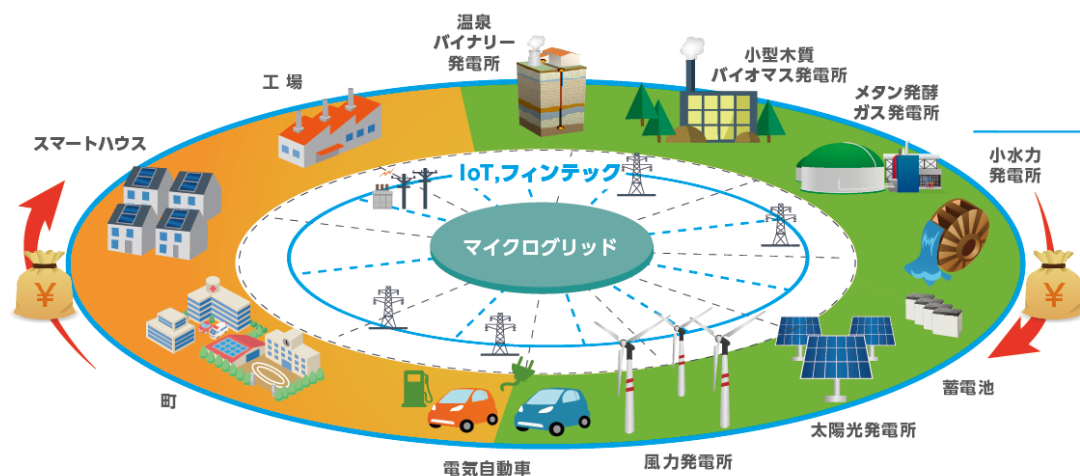 温泉
バイナリー
発電所
小型木質
バイオマス発電所
工場
メタン発酵
ガス発電所
スマートハウス
小水力
発電所
IoT,フィンテック
マイクログリッド
¥
¥
蓄電池
町
太陽光発電所
電気自動車
風力発電所